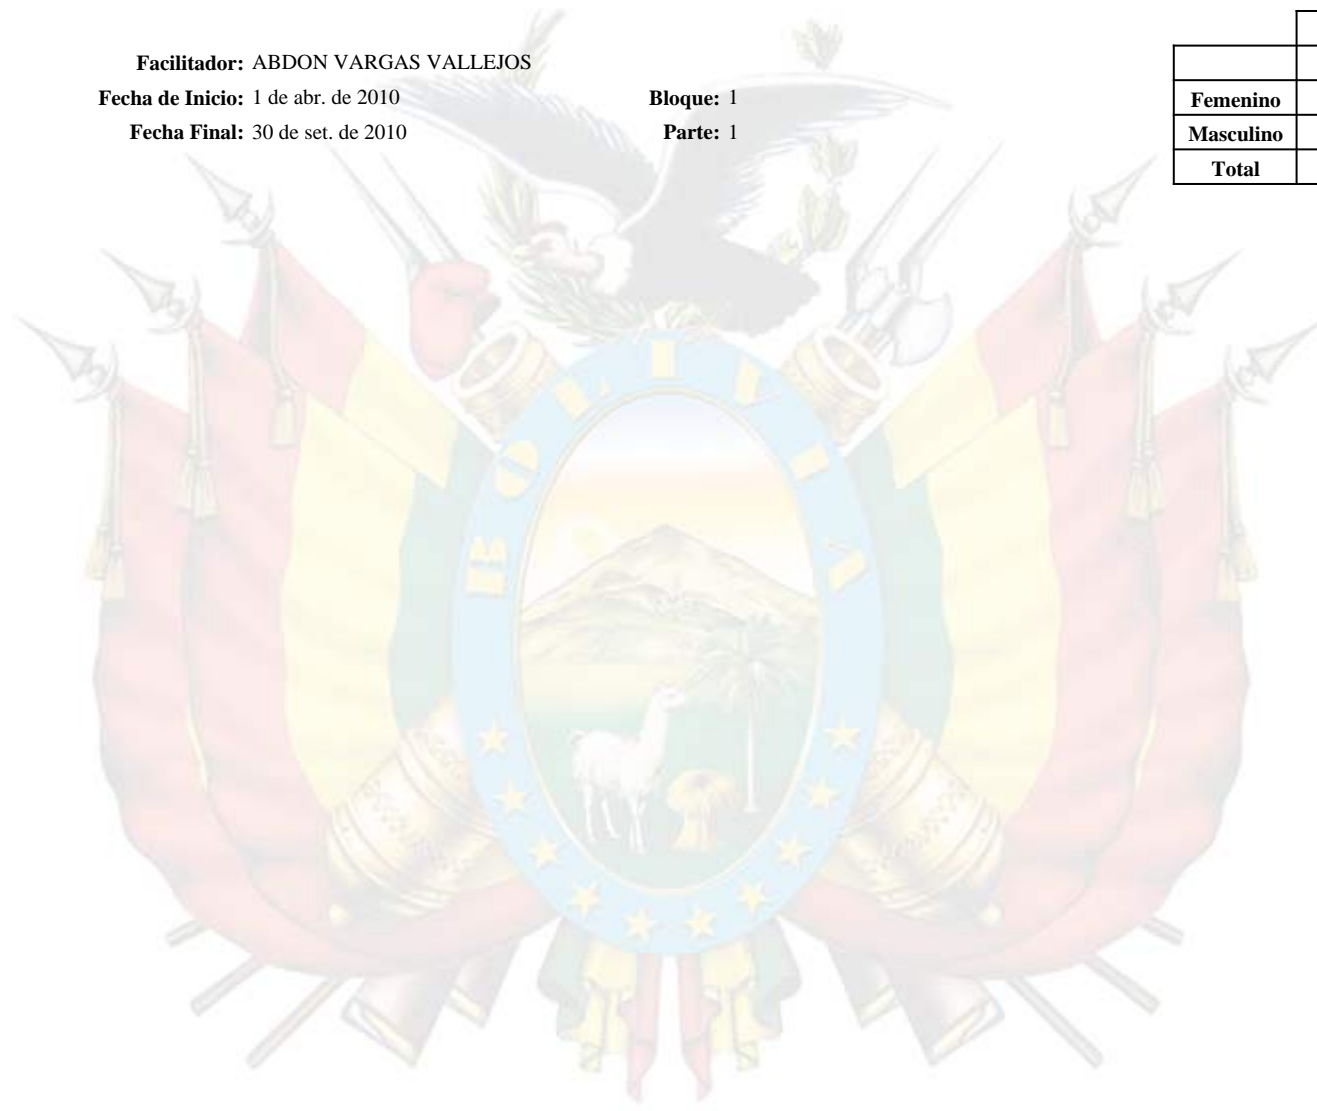 Facilitador: ABDON VARGAS VALLEJOS
Fecha de Inicio: 1 de abr. de 2010 Bloque: 1
Fecha Final: 30 de set. de 2010 Parte: 1
Femenino
Masculino
Total
BOLIVIA